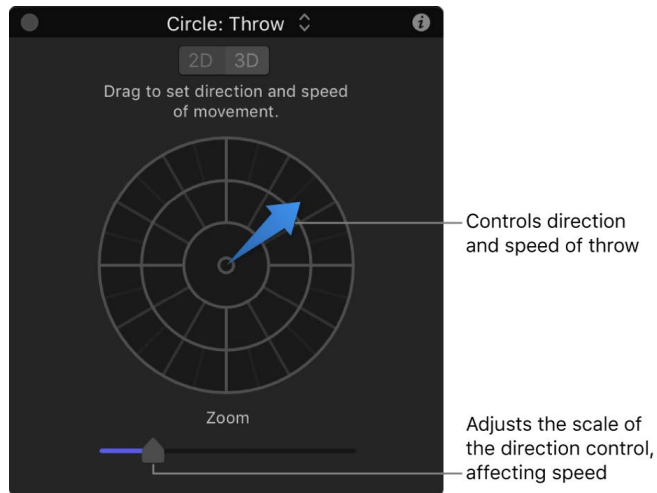 Circle: Throw
2D 3D
Drag to set direction and speed
of movement.
Controls direction
and speed of throw
Zoom
Adjusts the scale of
the direction control,
affecting speed